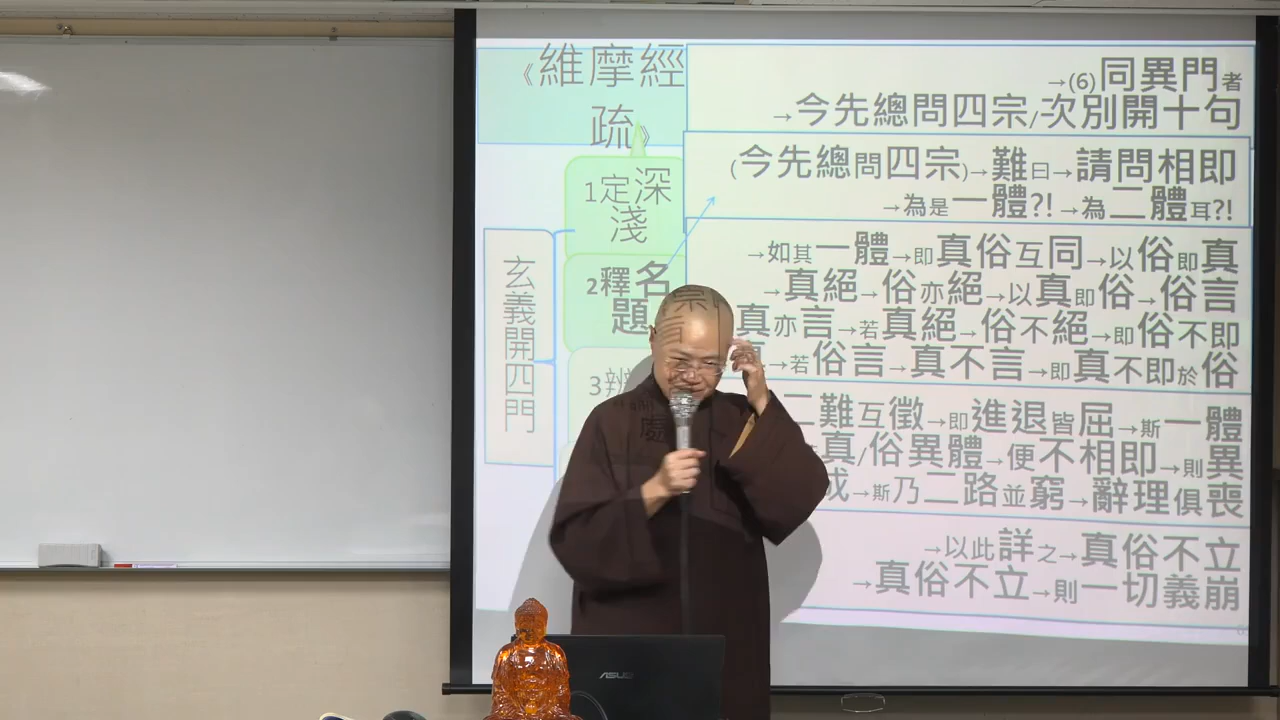 《維摩經
疏》
玄義開四門
1定深
淺
2釋名
題
3辨
處
→(6)同異門者
→今先總問四宗/次別開十句
(今先總問四宗)→難曰→請問相即
→為是一體?!→為二體耳?!
→如其一體→即真俗互同→以俗即真
→真絕→俗亦絕→以真即俗→俗言
真亦言→若真絕→俗不絕→即俗不即
→若俗言→真不言→即真不即於俗
二難互徵→即進退皆屈→斯一體
真/俗異體→便不相即→則異
成→斯乃二路並窮→辭理俱喪
→以此詳之→真俗不立
→真俗不立→則一切義崩
ASUS